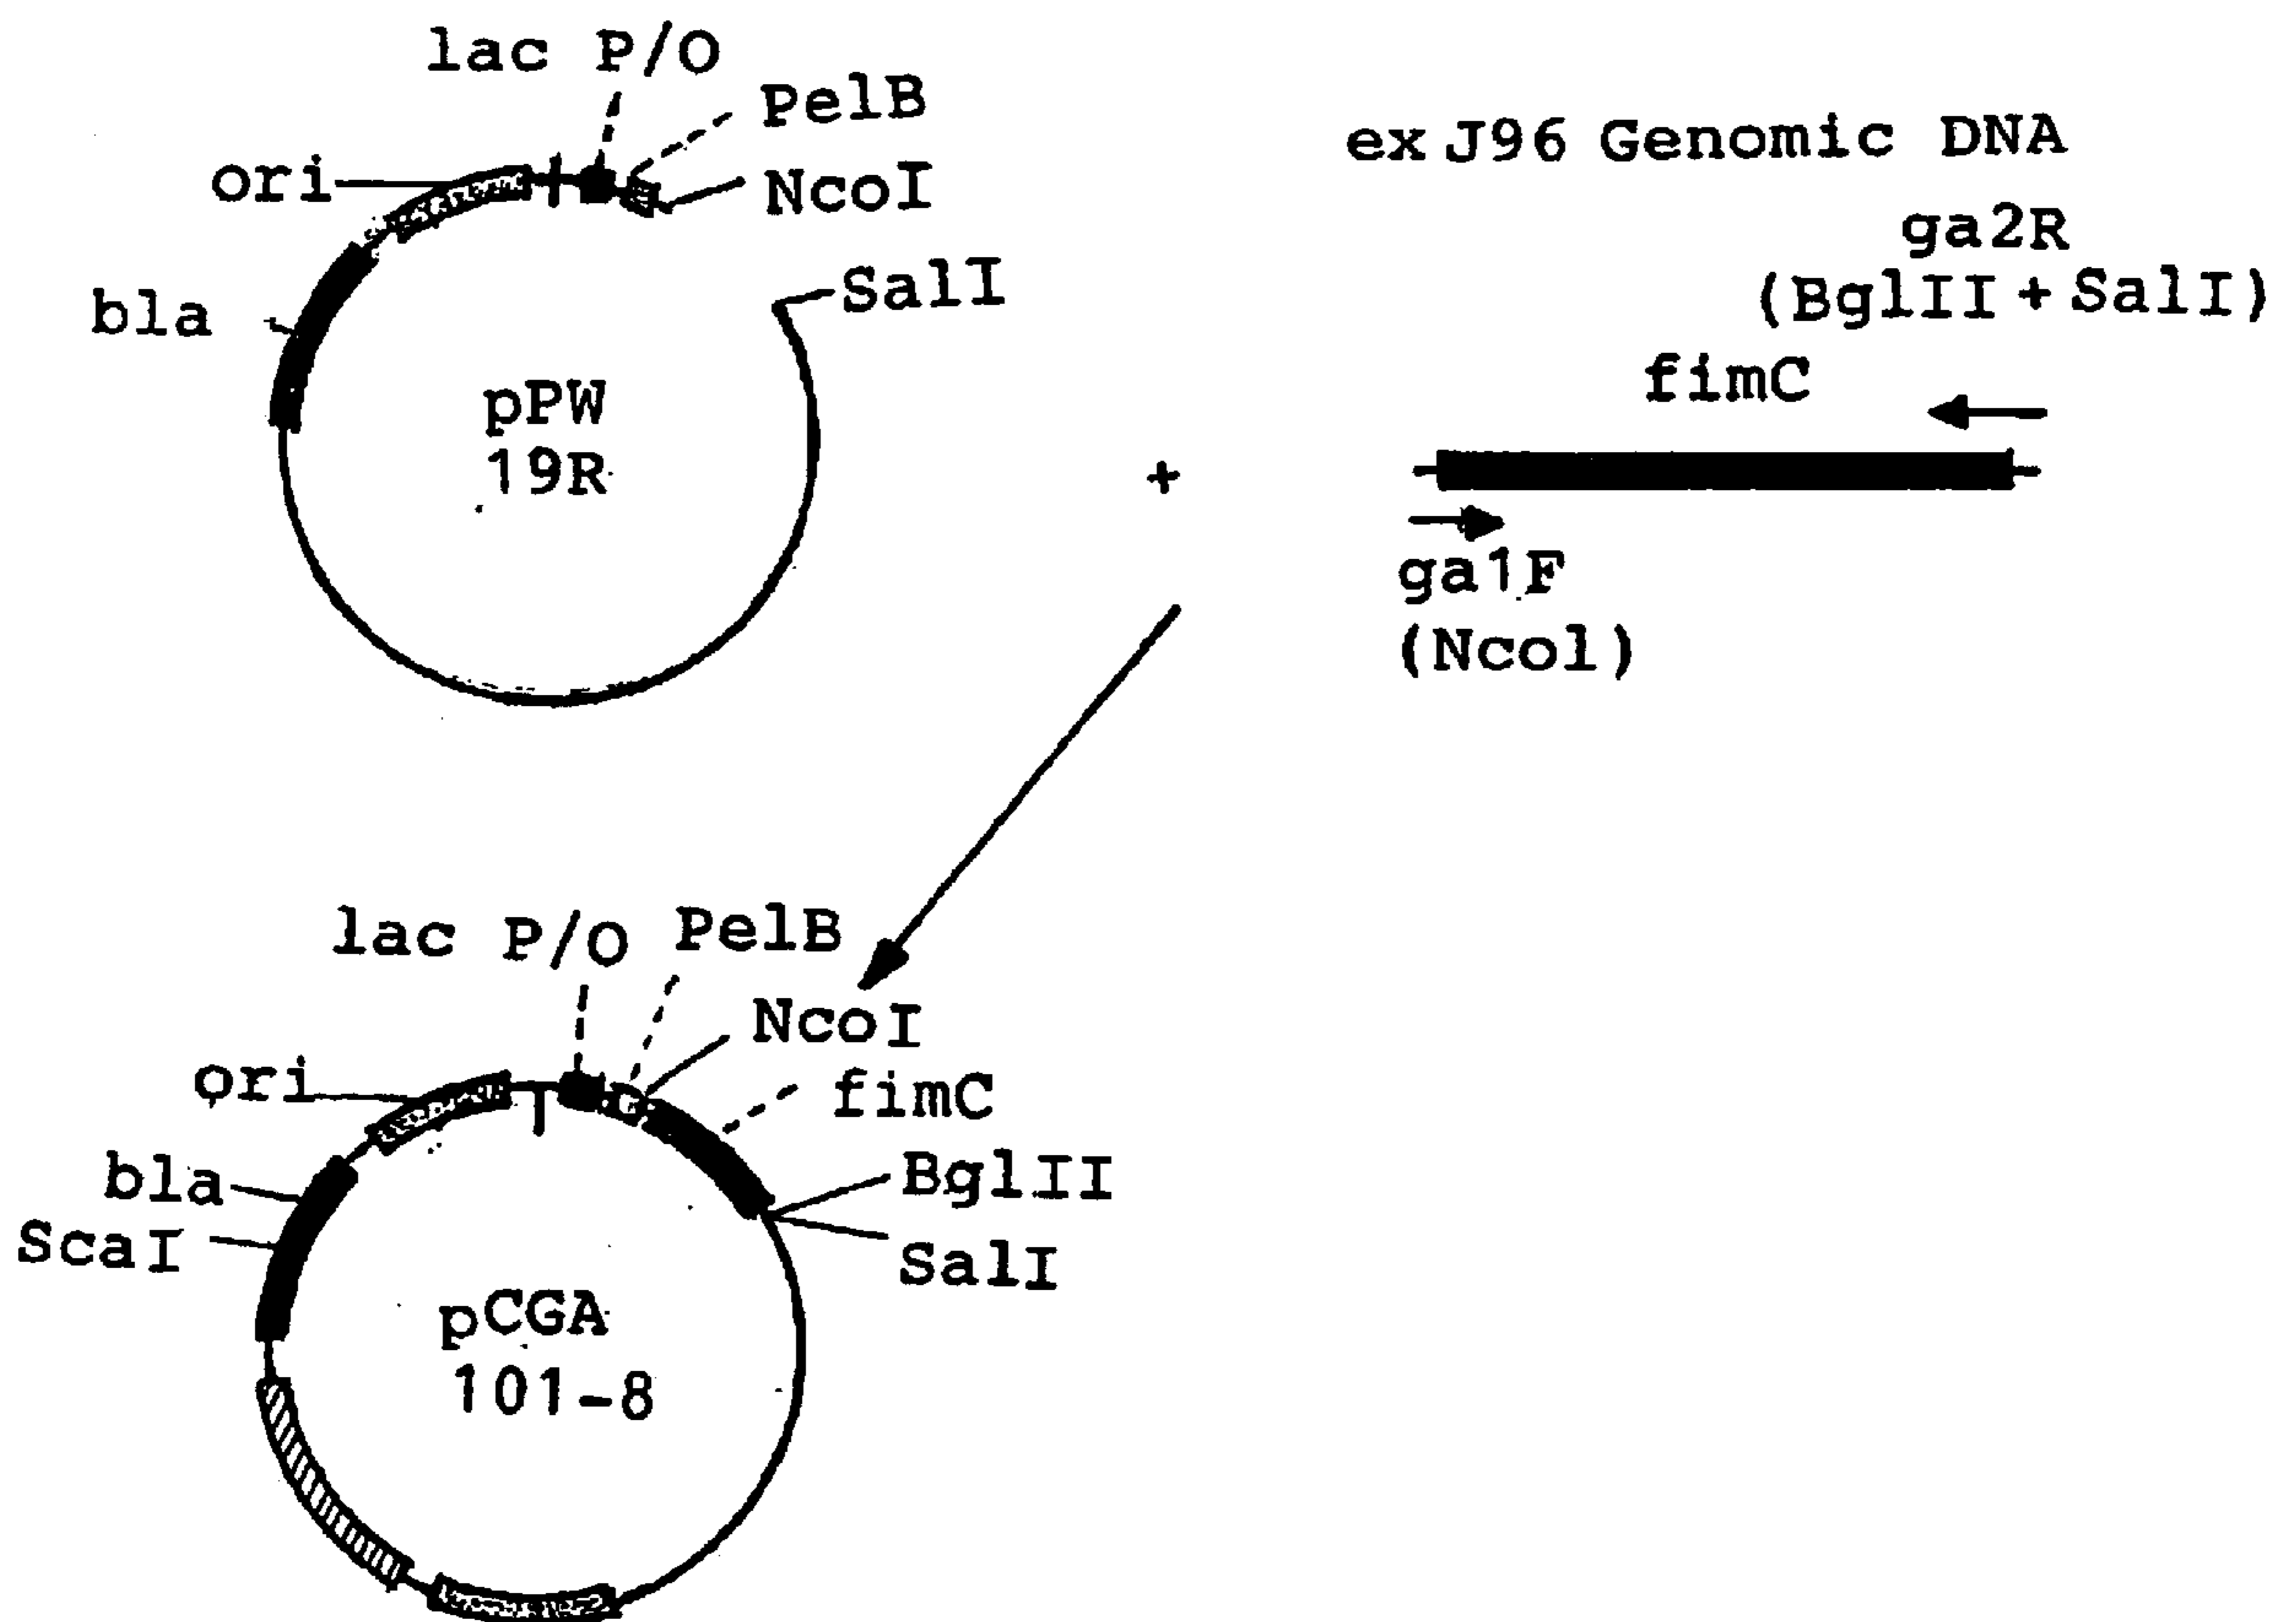 lac P/O
PelB
NcoI
ori
SalI
bla
pPW
19R
ex J96 Genomic DNA
ga2R
(BglII + SalI)
fimC
+
ga1F
(Ncol)
lac P/O
PelB
NcoI
fimC
ori
BglII
bla
SalI
ScaI
pCGA
101-8